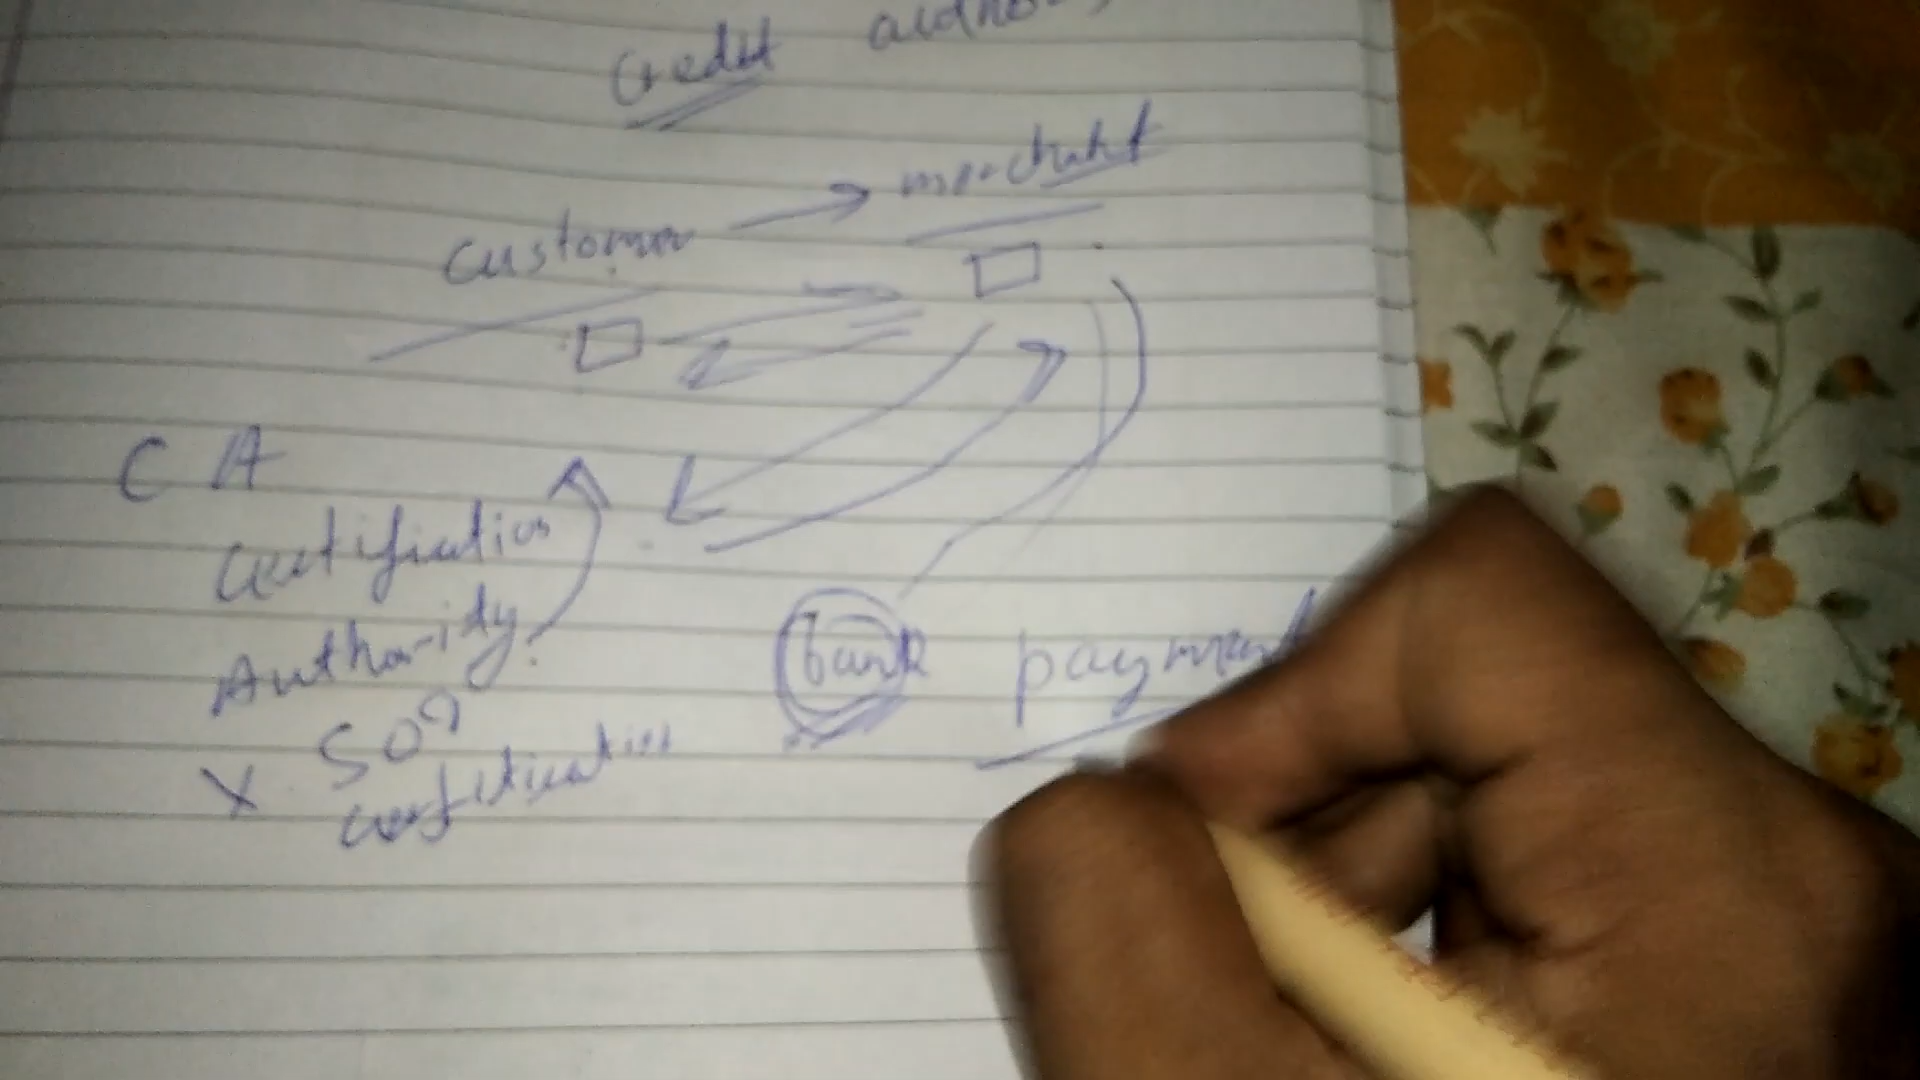 Credit
customer → merchant
C A
certification
Authority
X 509
certification
bank payment